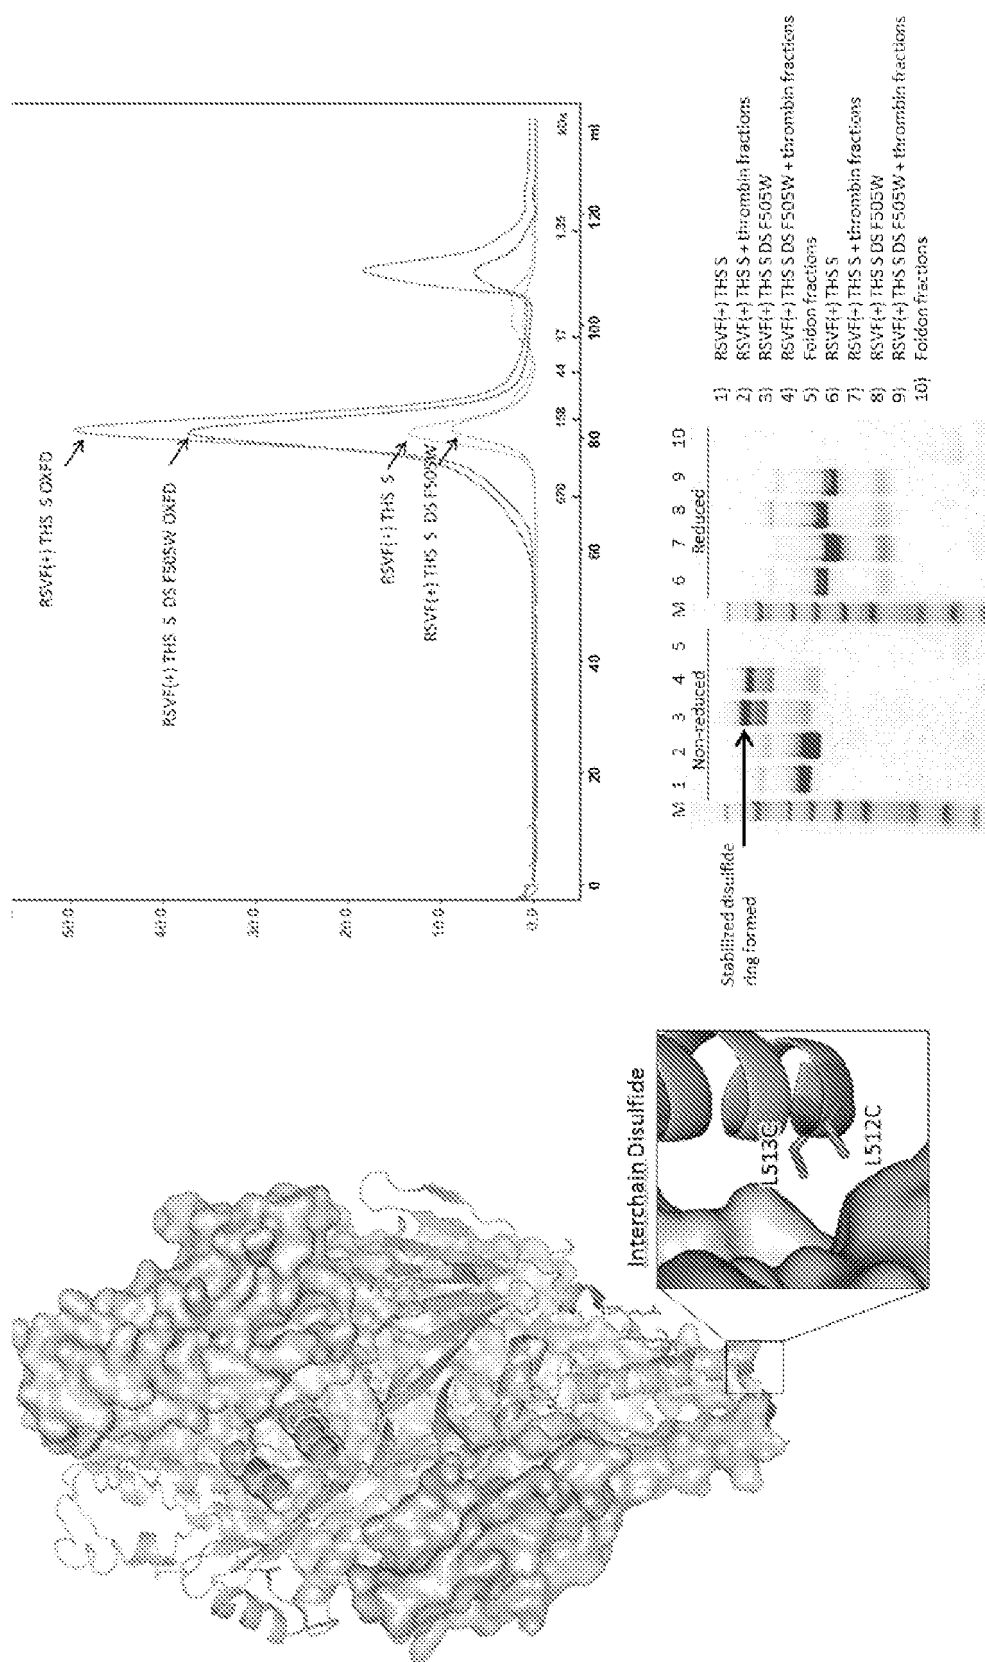 RSVF(+) THS S OXFD
RSVF(+) THS S DS F505W OXFD
RSVF(+) THS S
RSVF(+) THS S DS F505W
50.0
40.0
30.0
20.0
10.0
0.0
670 158 44 17 1.35 kDa
0 20 40 60 80 100 120 ml
Interchain Disulfide
L513C
L512C
Stabilized disulfide
ring formed
Non-reduced
Reduced
M 1 2 3 4 5 M 6 7 8 9 10
1) RSVF(+) THS S
2) RSVF(+) THS S + thrombin fractions
3) RSVF(+) THS S DS F505W
4) RSVF(+) THS S DS F505W + thrombin fractions
5) Foldon fractions
6) RSVF(+) THS S
7) RSVF(+) THS S + thrombin fractions
8) RSVF(+) THS S DS F505W
9) RSVF(+) THS S DS F505W + thrombin fractions
10) Foldon fractions